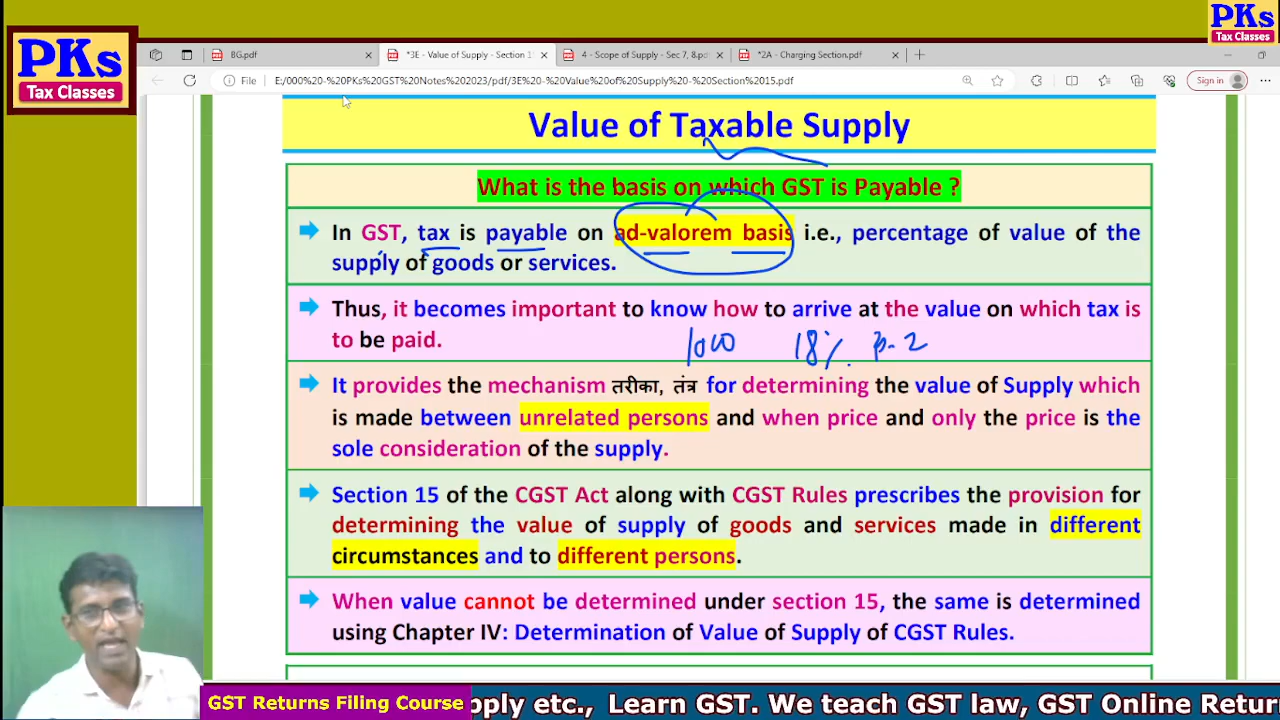 PKs
Tax Classes
PKs
Tax Classes
BG.pdf
*3E - Value of Supply - Section 1
4 - Scope of Supply - Sec 7, 8.pdf
*2A - Charging Section.pdf
File
E:/000%20-%20PKs%20GST%20Notes%202023/pdf/3E%20-%20Value%20of%20Supply%20-%20Section%2015.pdf
Sign in
Value of Taxable Supply
What is the basis on which GST is Payable ?
In GST, tax is payable on ad-valorem basis i.e., percentage of value of the
supply of goods or services.
Thus, it becomes important to know how to arrive at the value on which tax is
to be paid.
1000 18%
It provides the mechanism तरीका, तंत्र for determining the value of Supply which
is made between unrelated persons and when price and only the price is the
sole consideration of the supply.
Section 15 of the CGST Act along with CGST Rules prescribes the provision for
determining the value of supply of goods and services made in different
circumstances and to different persons.
When value cannot be determined under section 15, the same is determined
using Chapter IV: Determination of Value of Supply of CGST Rules.
GST Returns Filing Course
pply etc., Learn GST. We teach GST law, GST Online Retur